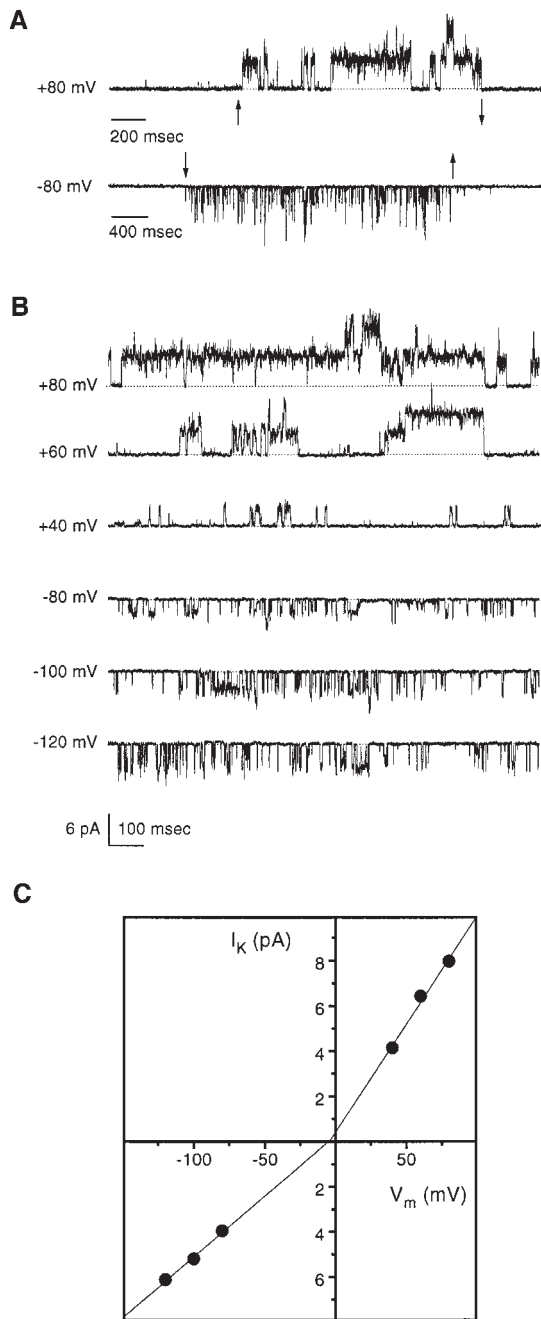 A
+80 mV
200 msec
-80 mV
400 msec
B
+80 mV
+60 mV
+40 mV
-80 mV
-100 mV
-120 mV
6 pA 100 msec
C
I_K (pA)
8
6
4
2
-100 -50 50
2
V_m (mV)
4
6